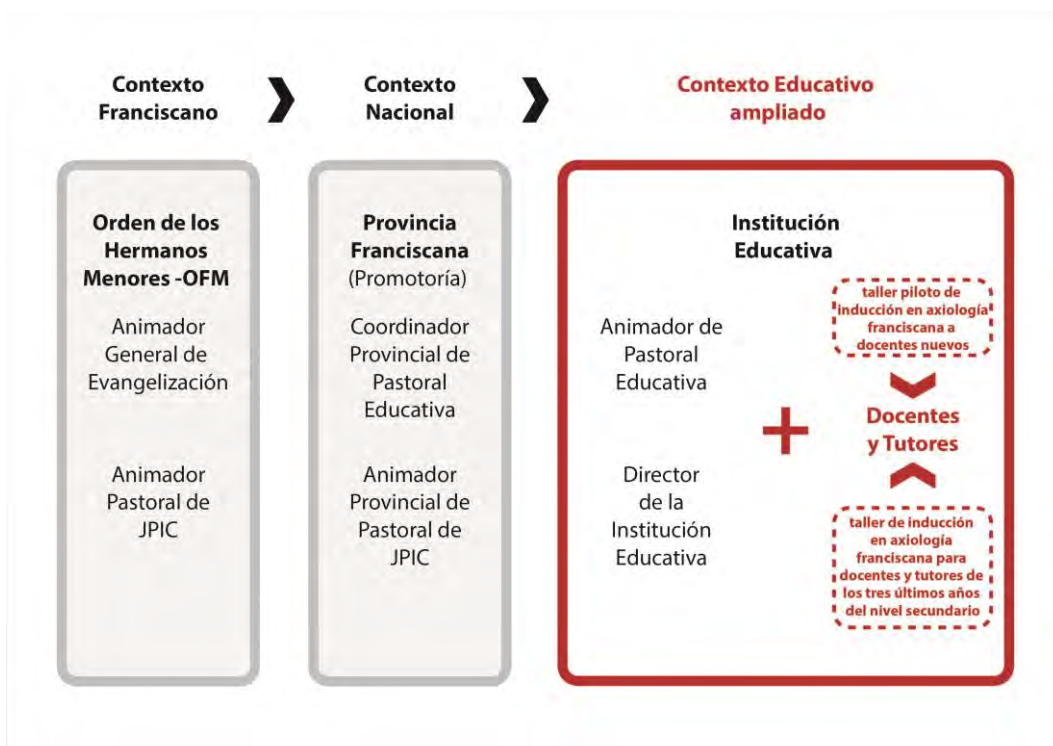 Contexto
Franciscano
Contexto
Nacional
Contexto Educativo
ampliado
Orden de los
Hermanos
Menores -OFM
Animador
General de
Evangelización
Animador
Pastoral de
JPIC
Provincia
Franciscana
(Promotoría)
Coordinador
Provincial de
Pastoral
Educativa
Animador
Provincial de
Pastoral de
JPIC
Institución
Educativa
Animador de
Pastoral
Educativa
Director
de la
Institución
Educativa
+
taller piloto de
inducción en axiología
franciscana a
docentes nuevos
Docentes
y Tutores
taller de inducción
en axiología
franciscana para
docentes y tutores de
los tres últimos años
del nivel secundario